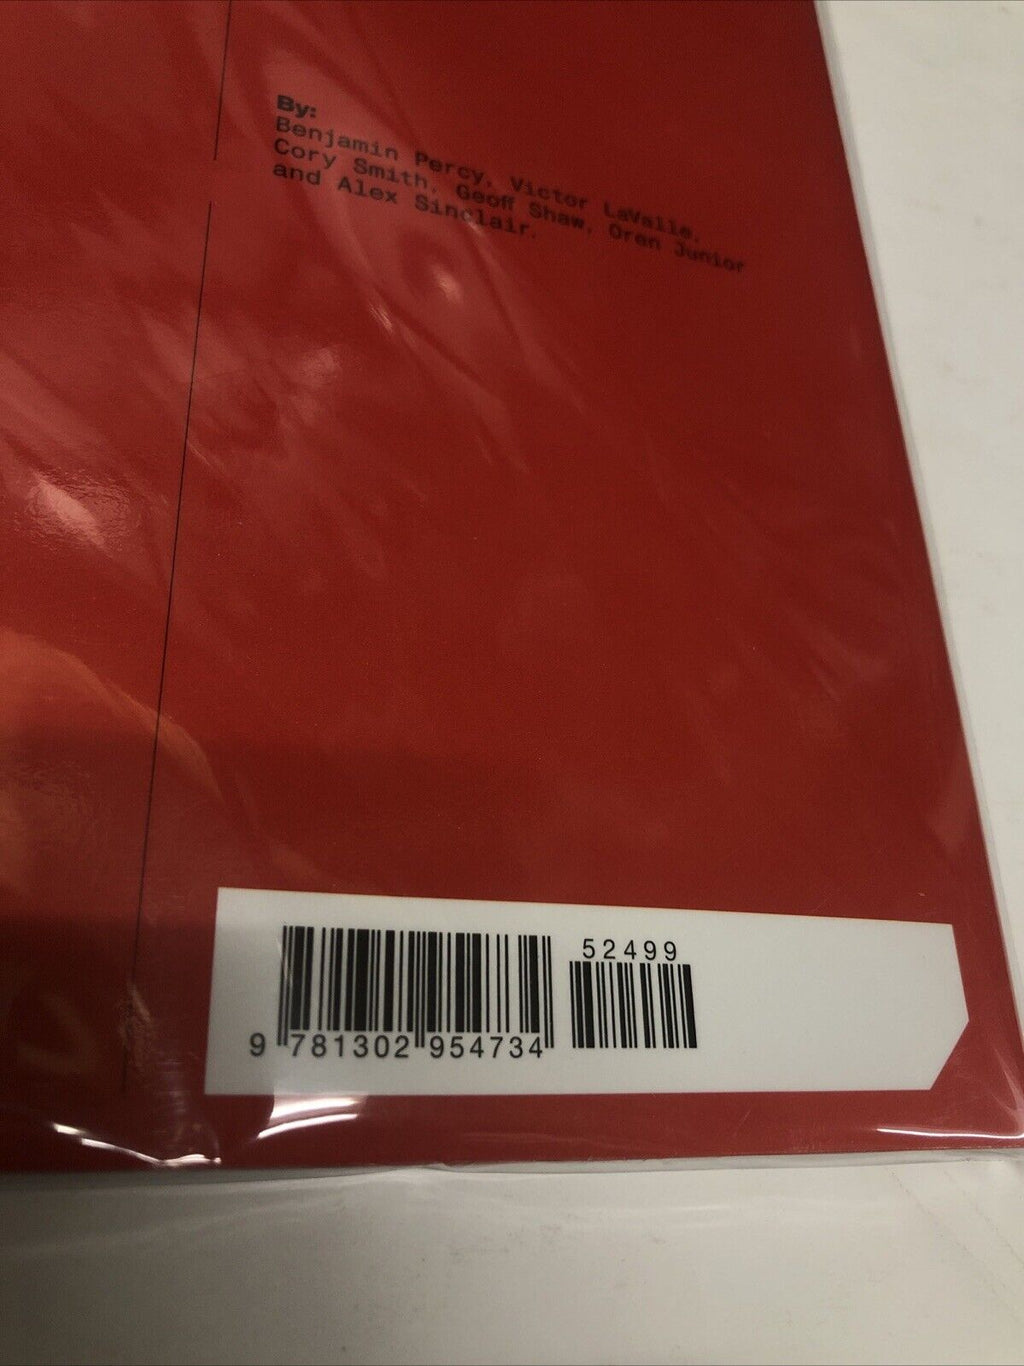 By:
Benjamin Percy, Victor LaValle,
Cory Smith, Geoff Shaw, Oren Junior
and Alex Sinclair.
52499
9 781302 954734